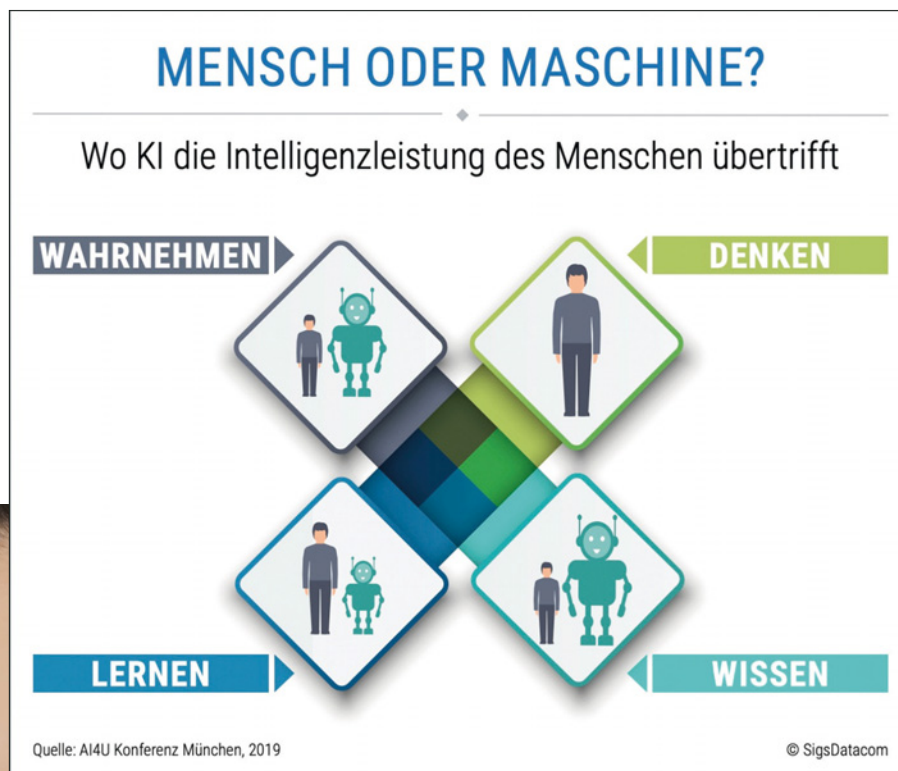 MENSCH ODER MASCHINE?
Wo KI die Intelligenzleistung des Menschen übertrifft
WAHRNEHMEN
DENKEN
LERNEN
WISSEN
Quelle: AI4U Konferenz München, 2019
© SigsDatacom